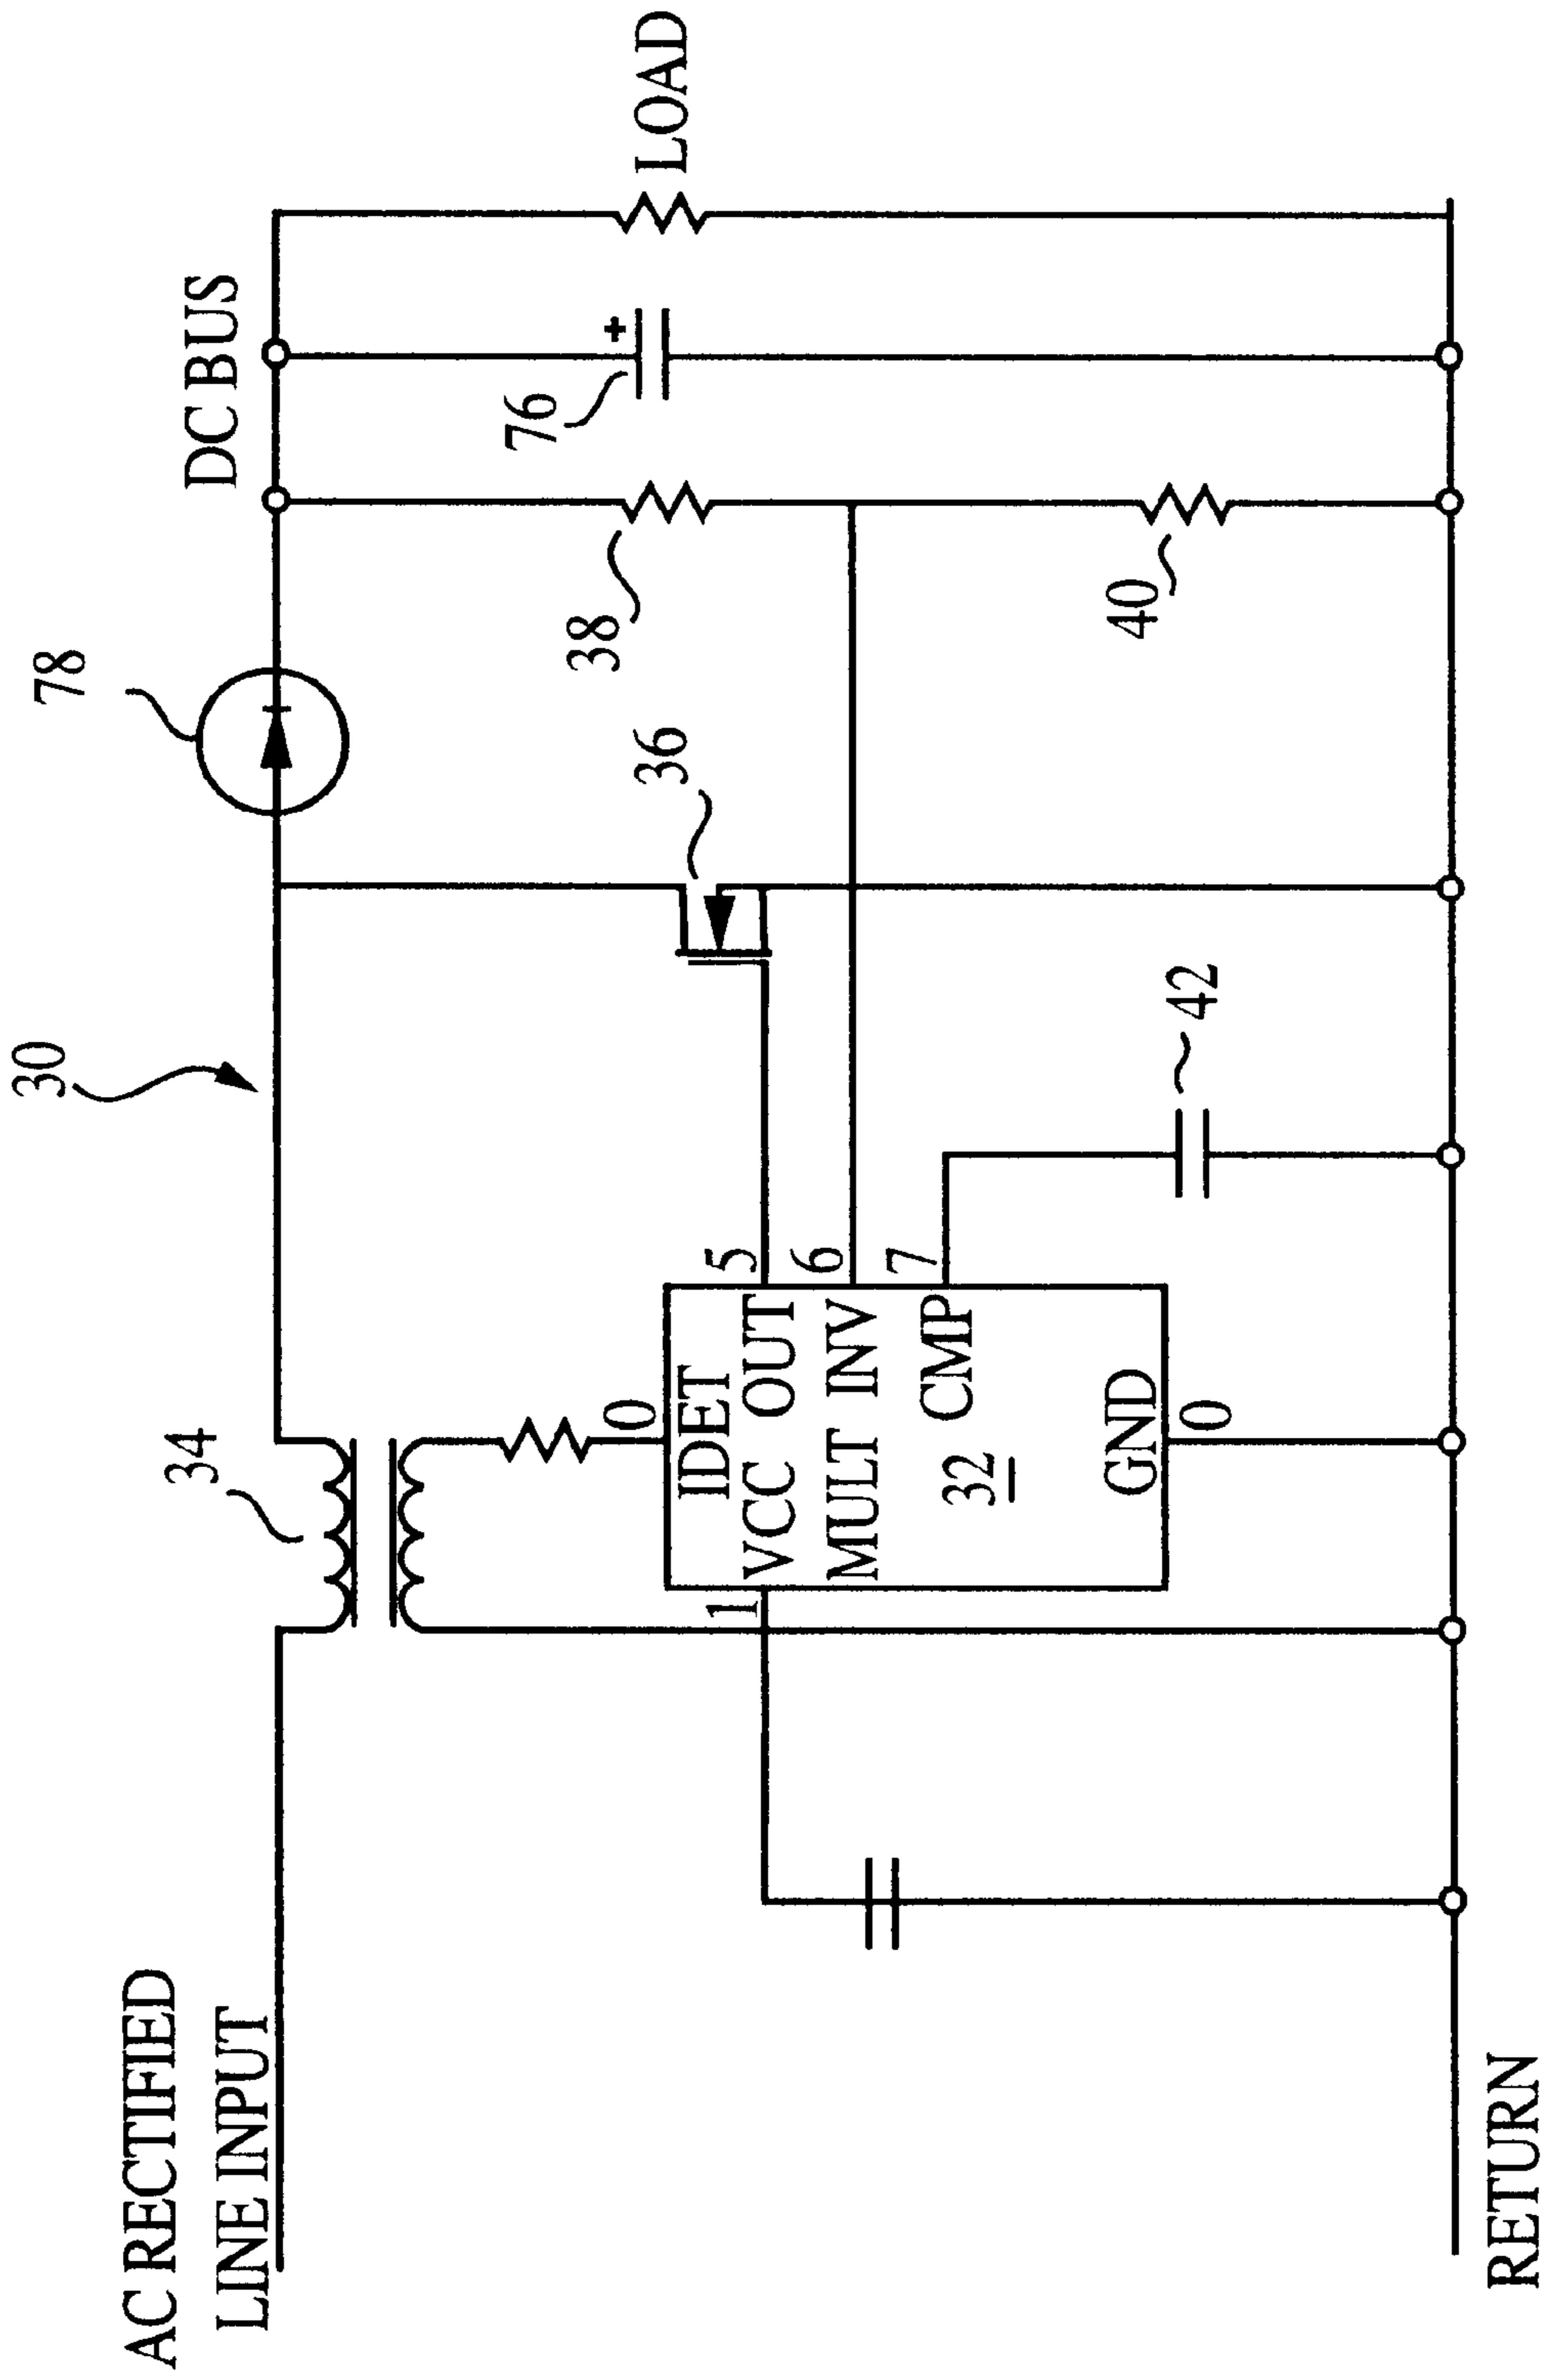 30
78
AC RECTIFIED
LINE INPUT
34
DC BUS
36
LOAD
38
76
0
1
IDET
5
VCC OUT
6
MULT INV
7
CMP
32
42
40
GND
0
RETURN